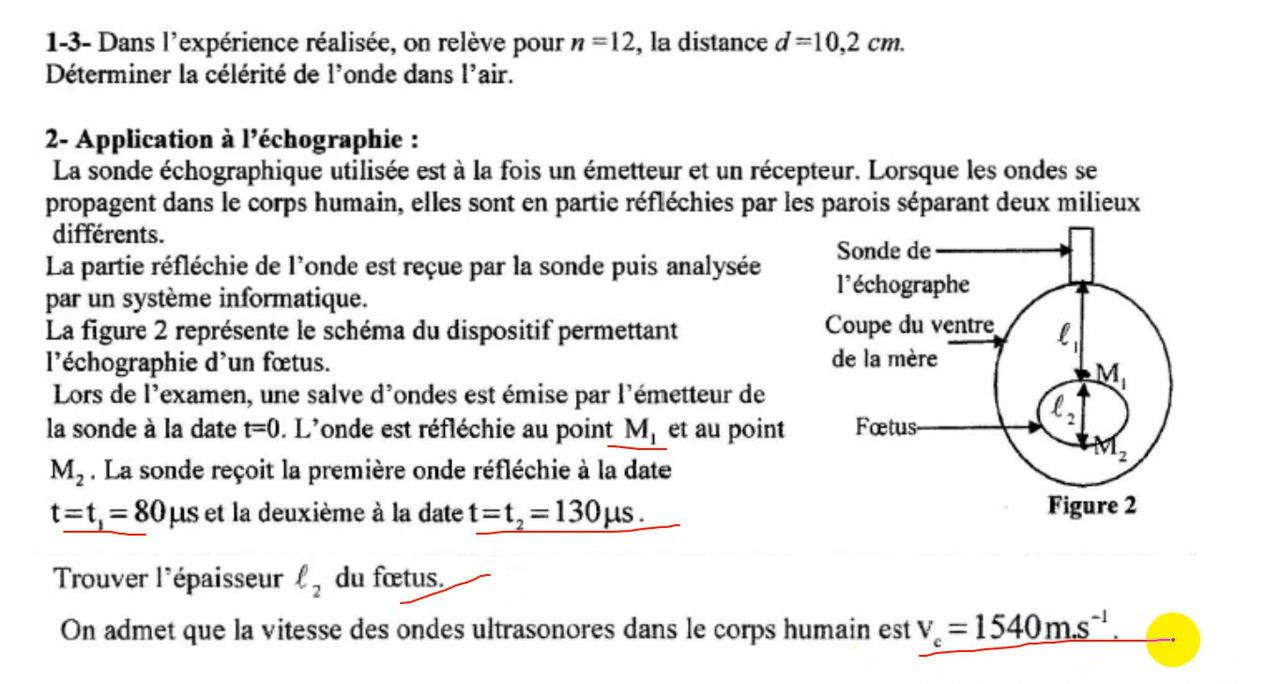 1-3- Dans l'expérience réalisée, on relève pour n =12, la distance d=10,2 cm.
Déterminer la célérité de l'onde dans l'air.
2- Application à l'échographie :
La sonde échographique utilisée est à la fois un émetteur et un récepteur. Lorsque les ondes se
propagent dans le corps humain, elles sont en partie réfléchies par les parois séparant deux milieux
différents.
La partie réfléchie de l'onde est reçue par la sonde puis analysée
par un système informatique.
La figure 2 représente le schéma du dispositif permettant
l'échographie d'un fœtus.
Lors de l'examen, une salve d'ondes est émise par l'émetteur de
la sonde à la date t=0. L'onde est réfléchie au point M₁ et au point
M₂. La sonde reçoit la première onde réfléchie à la date
t=t₁=80µs et la deuxième à la date t=t₂=130µs.
Sonde de
l'échographe
Coupe du ventre
de la mère
Fœtus
ℓ₁
M₁
ℓ₂
M₂
Figure 2
Trouver l'épaisseur ℓ₂ du fœtus.
On admet que la vitesse des ondes ultrasonores dans le corps humain est v_c = 1540m.s⁻¹.